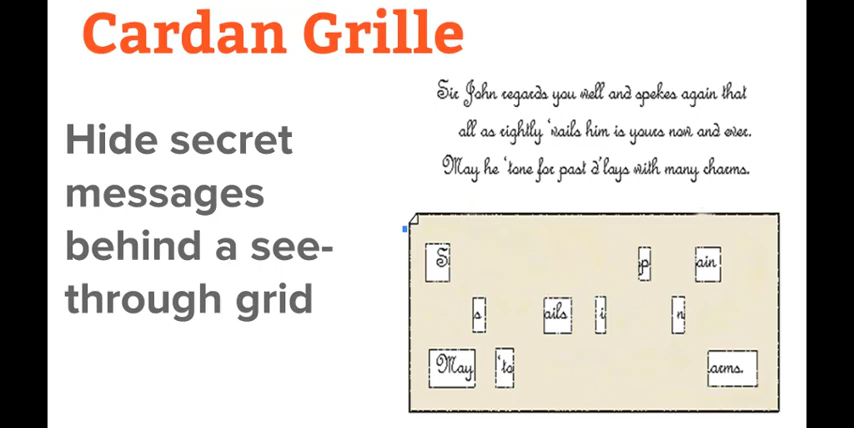 Cardan Grille
Hide secret
messages
behind a see-
through grid
Sir John regards you well and spekes again that
all as rightly 'vails him is yours now and ever.
May he 'tone for past d'lays with many charms.
S p ain
s ails i n
May 'to arms.